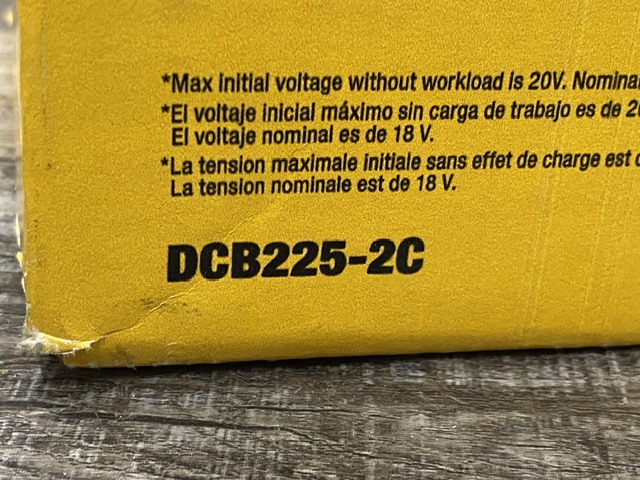 *Max initial voltage without workload is 20V.
*El voltaje inicial máximo sin carga de trabajo es de
El voltaje nominal es de 18 V.
*La tension maximale initiale sans effet de charge est
La tension nominale est de 18 V.
DCB225-2C